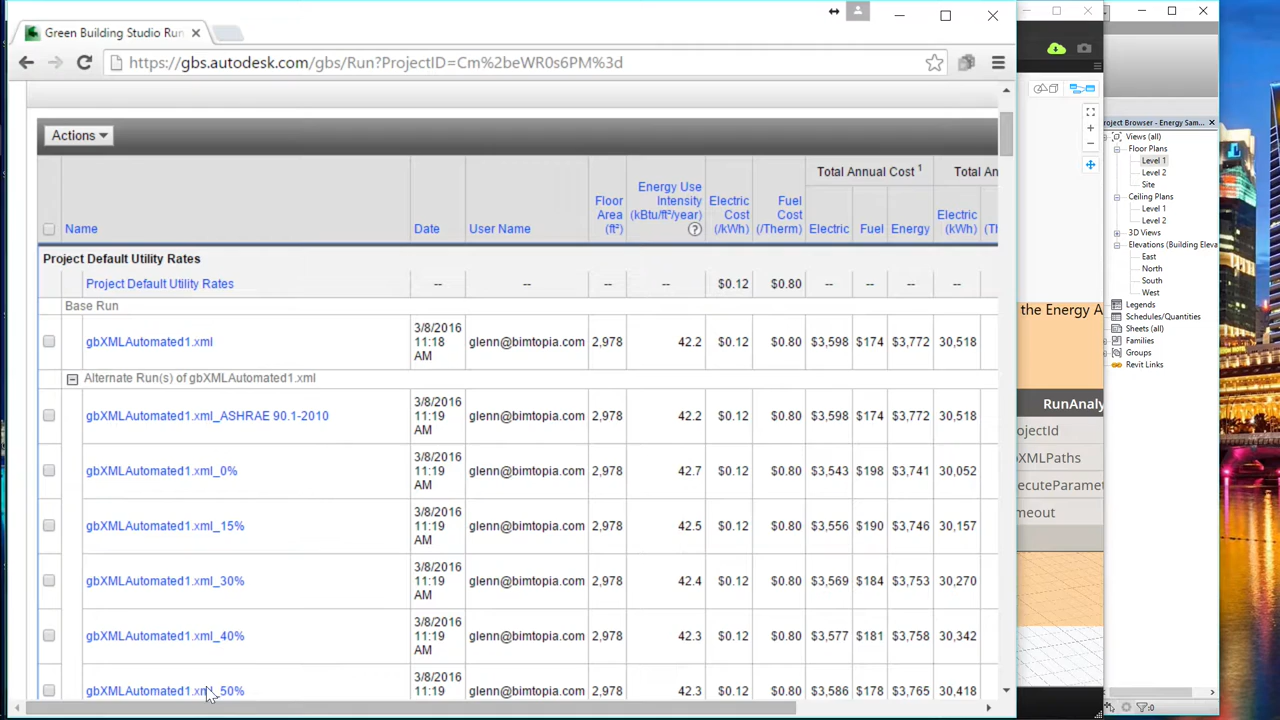 Green Building Studio Run
https://gbs.autodesk.com/gbs/Run?ProjectID=Cm%2beWR0s6PM%3d
Actions
Total Annual Cost 1
Total An
Name
Date
User Name
Floor Area (ft²)
Energy Use Intensity (kBtu/ft²/year)
?
Electric Cost (/kWh)
Fuel Cost (/Therm)
Electric
Fuel
Energy
Electric (kWh)
Project Default Utility Rates
Project Default Utility Rates -- -- -- -- $0.12 $0.80 -- -- -- --
Base Run
gbXMLAutomated1.xml 3/8/2016 11:18 AM glenn@bimtopia.com 2,978 42.2 $0.12 $0.80 $3,598 $174 $3,772 30,518
Alternate Run(s) of gbXMLAutomated1.xml
gbXMLAutomated1.xml_ASHRAE 90.1-2010 3/8/2016 11:19 AM glenn@bimtopia.com 2,978 42.2 $0.12 $0.80 $3,598 $174 $3,772 30,518
gbXMLAutomated1.xml_0% 3/8/2016 11:19 AM glenn@bimtopia.com 2,978 42.7 $0.12 $0.80 $3,543 $198 $3,741 30,052
gbXMLAutomated1.xml_15% 3/8/2016 11:19 AM glenn@bimtopia.com 2,978 42.5 $0.12 $0.80 $3,556 $190 $3,746 30,157
gbXMLAutomated1.xml_30% 3/8/2016 11:19 AM glenn@bimtopia.com 2,978 42.4 $0.12 $0.80 $3,569 $184 $3,753 30,270
gbXMLAutomated1.xml_40% 3/8/2016 11:19 AM glenn@bimtopia.com 2,978 42.3 $0.12 $0.80 $3,577 $181 $3,758 30,342
gbXMLAutomated1.xml_50% 3/8/2016 11:19 glenn@bimtopia.com 2,978 42.3 $0.12 $0.80 $3,586 $178 $3,765 30,418
the Energy A
RunAnaly
ojectId
XMLPaths
ecuteParamet
meout
roject Browser - Energy Sam...
Views (all)
Floor Plans
Level 1
Level 2
Site
Ceiling Plans
Level 1
Level 2
3D Views
Elevations (Building Eleva
East
North
South
West
Legends
Schedules/Quantities
Sheets (all)
Families
Groups
Revit Links
:0